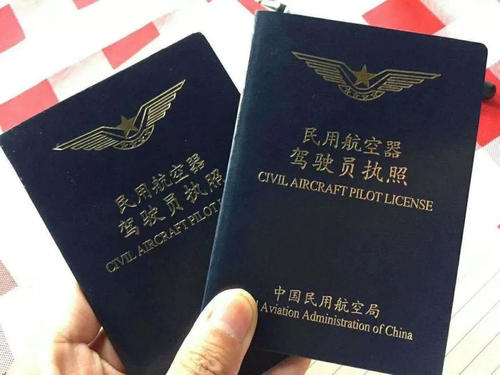 民用航空器
驾驶员执照
CIVIL AIRCRAFT PILOT LICENSE
民用航空器
驾驶员执照
CIVIL AIRCRAFT PILOT LICENSE
中国民用航空局
Aviation Administration of China